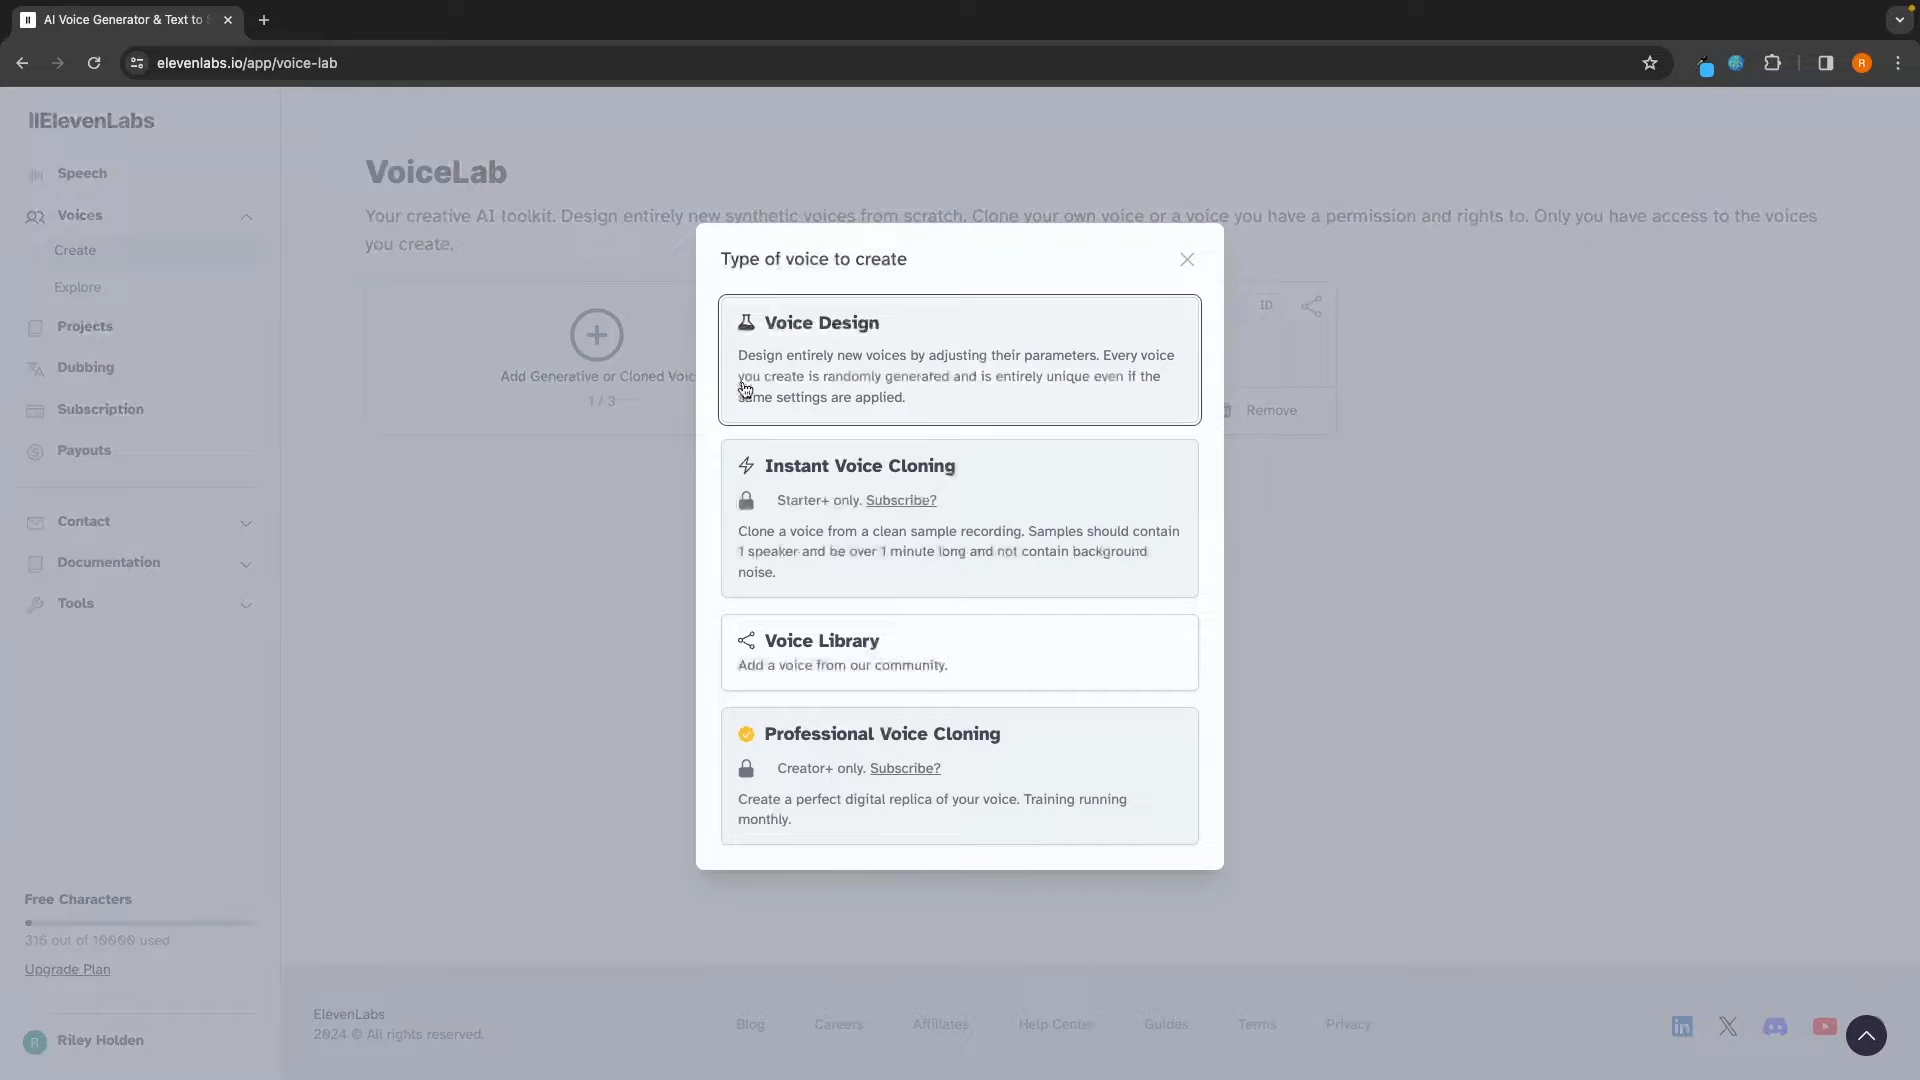 AI Voice Generator & Text to
elevenlabs.io/app/voice-lab
R
IIElevenLabs
Speech
Voices
Create
Explore
Projects
Dubbing
Subscription
Payouts
Contact
Documentation
Tools
Free Characters
316 out of 10000 used
Upgrade Plan
R
Riley Holden
VoiceLab
Your creative AI toolkit. Design entirely new synthetic voices from scratch. Clone your own voice or a voice you have a permission and rights to. Only you have access to the voices
you create.
Add Generative or Cloned Voic
1 / 3
ID
Remove
Type of voice to create
Voice Design
Design entirely new voices by adjusting their parameters. Every voice
you create is randomly generated and is entirely unique even if the
same settings are applied.
Instant Voice Cloning
Starter+ only. Subscribe?
Clone a voice from a clean sample recording. Samples should contain
1 speaker and be over 1 minute long and not contain background
noise.
Voice Library
Add a voice from our community.
Professional Voice Cloning
Creator+ only. Subscribe?
Create a perfect digital replica of your voice. Training running
monthly.
ElevenLabs
2024 © All rights reserved.
Blog
Careers
Affiliates
Help Center
Guides
Terms
Privacy